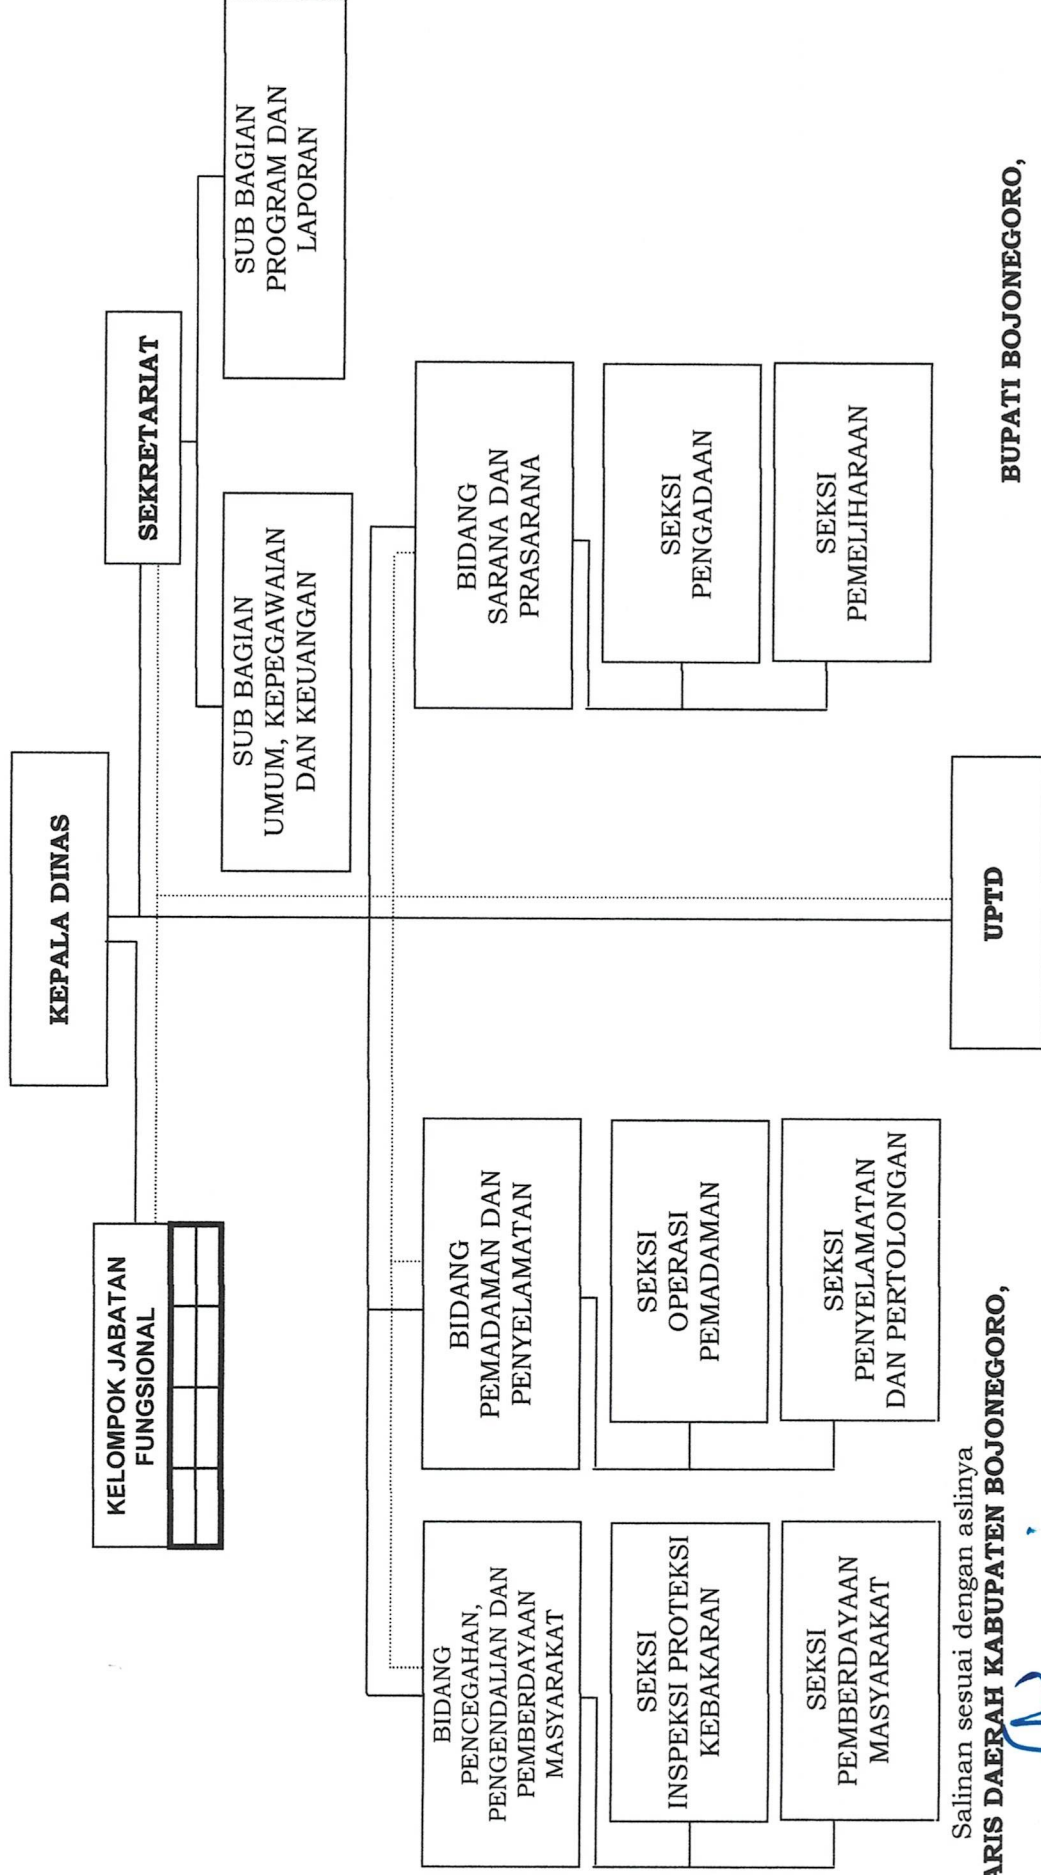 KEPALA DINAS
KELOMPOK JABATAN
FUNGSIONAL
SEKRETARIAT
SUB BAGIAN
UMUM, KEPEGAWAIAN
DAN KEUANGAN
SUB BAGIAN
PROGRAM DAN
LAPORAN
BIDANG
PENCEGAHAN,
PENGENDALIAN DAN
PEMBERDAYAAN
MASYARAKAT
BIDANG
PEMADAMAN DAN
PENYELAMATAN
BIDANG
SARANA DAN
PRASARANA
SEKSI
INSPEKSI PROTEKSI
KEBAKARAN
SEKSI
OPERASI
PEMADAMAN
SEKSI
PENGADAAN
SEKSI
PEMBERDAYAAN
MASYARAKAT
SEKSI
PENYELAMATAN
DAN PERTOLONGAN
SEKSI
PEMELIHARAAN
UPTD
Salinan sesuai dengan aslinya
ARIS DAERAH KABUPATEN BOJONEGORO,
BUPATI BOJONEGORO,